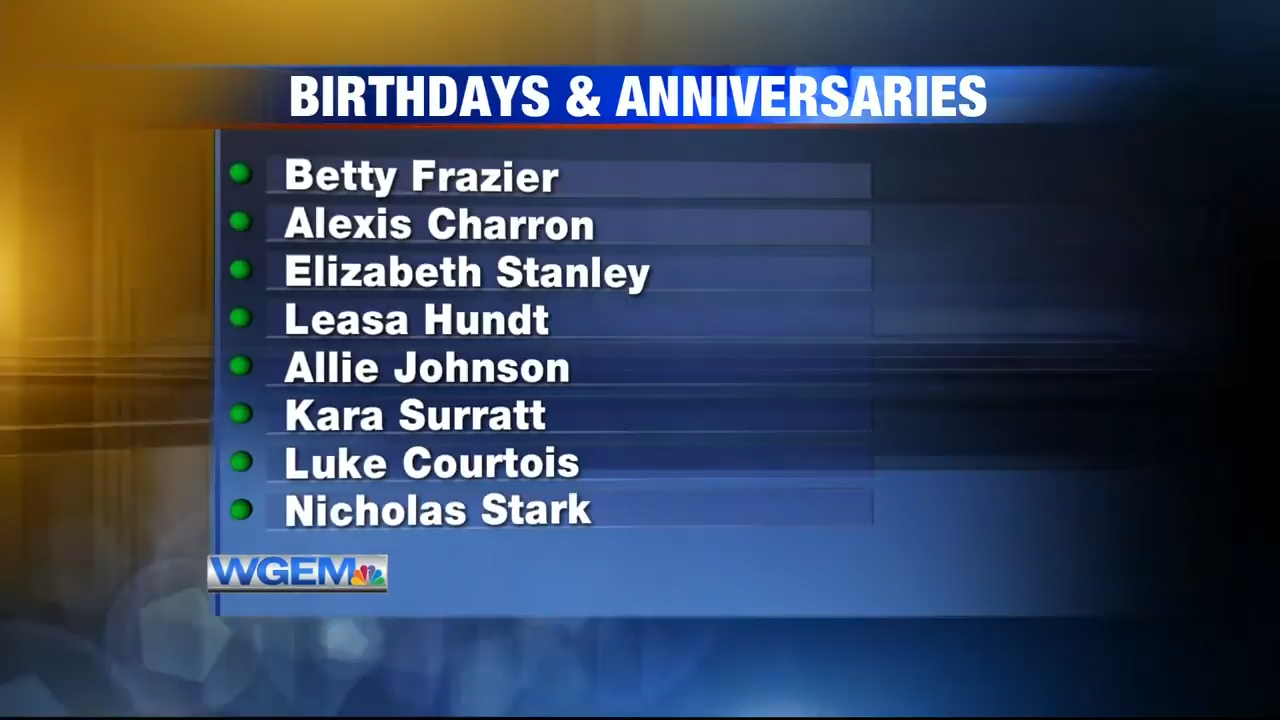 BIRTHDAYS & ANNIVERSARIES
Betty Frazier
Alexis Charron
Elizabeth Stanley
Leasa Hundt
Allie Johnson
Kara Surratt
Luke Courtois
Nicholas Stark
WGEM